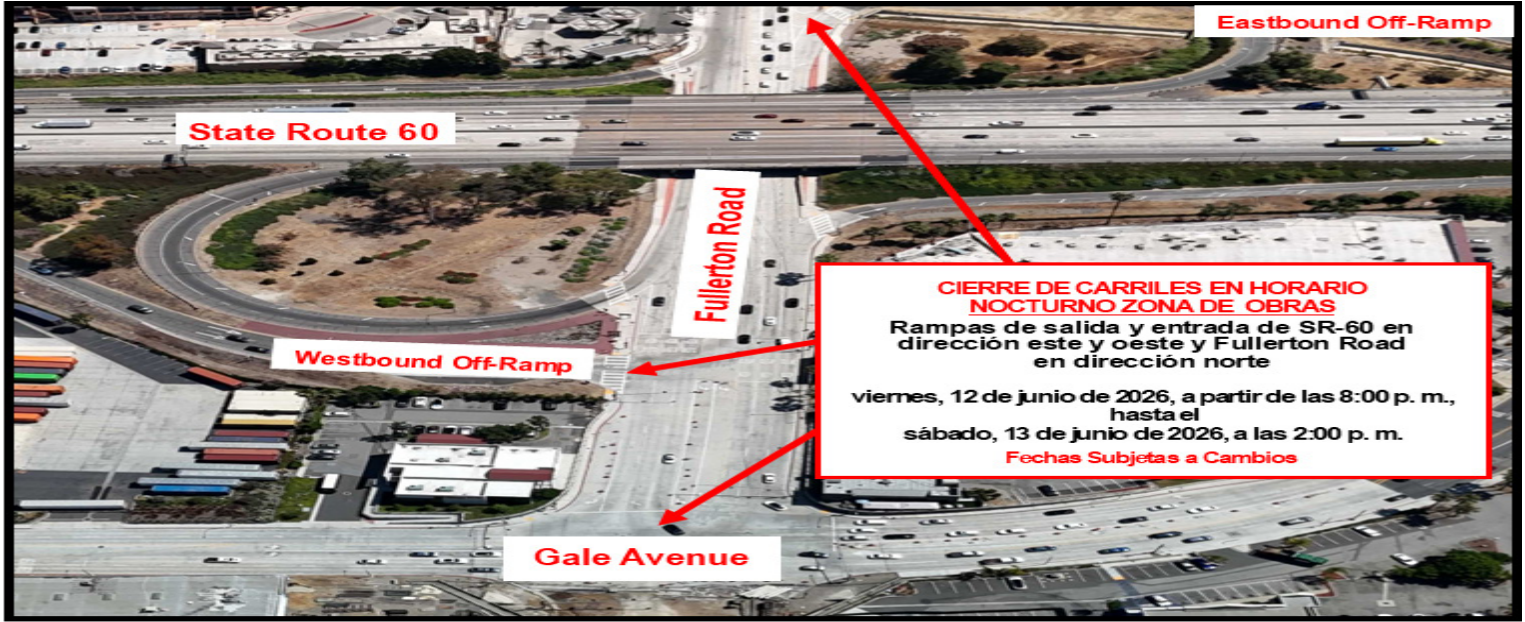 Eastbound Off-Ramp
State Route 60
Fullerton Road
CIERRE DE CARRILES EN HORARIO
NOCTURNO ZONA DE OBRAS
Rampas de salida y entrada de SR-60 en
dirección este y oeste y Fullerton Road
en dirección norte
viernes, 12 de junio de 2026, a partir de las 8:00 p. m.,
hasta el
sábado, 13 de junio de 2026, a las 2:00 p. m.
Fechas Subjetas a Cambios
Westbound Off-Ramp
Gale Avenue